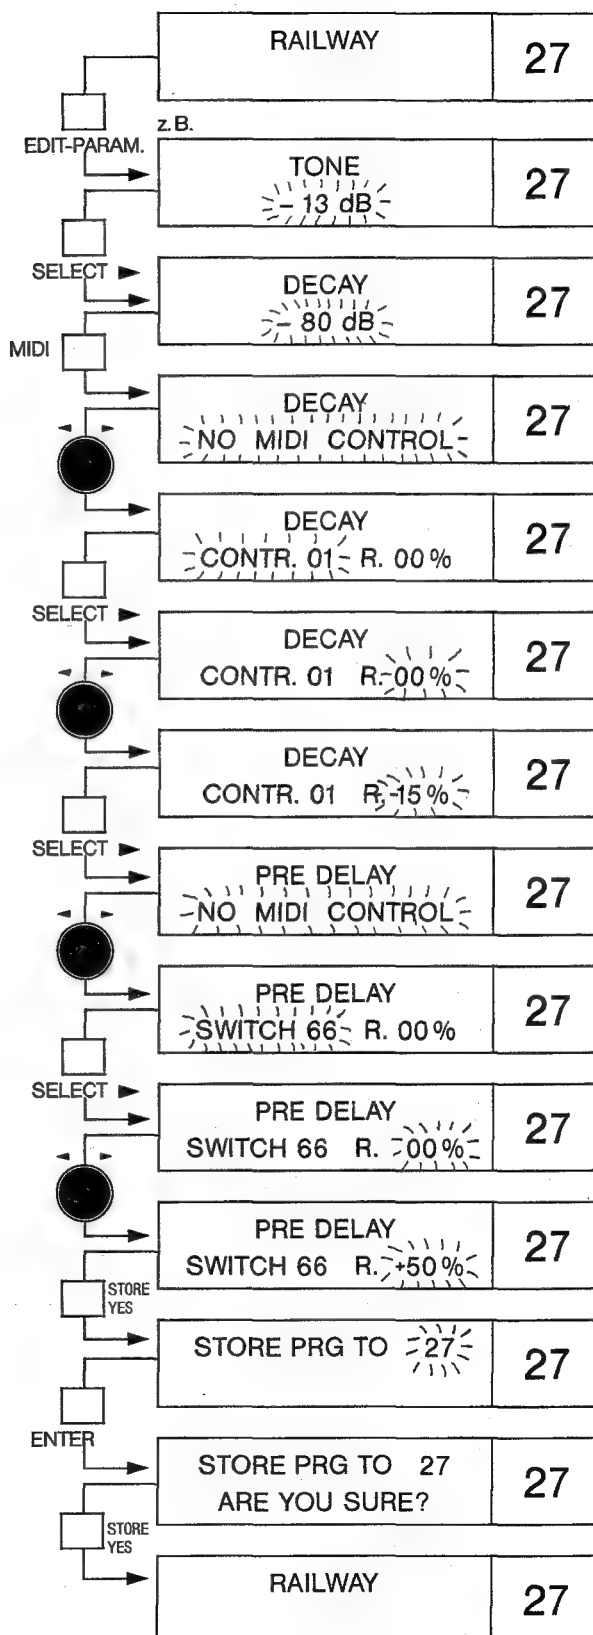 RAILWAY 27
EDIT-PARAM.
z.B.
TONE 27
- 13 dB
SELECT ►
DECAY 27
- 80 dB
MIDI
DECAY 27
NO MIDI CONTROL
DECAY 27
CONTR. 01 R. 00%
SELECT ►
DECAY 27
CONTR. 01 R. 00%
DECAY 27
CONTR. 01 R. -15%
SELECT ►
PRE DELAY 27
NO MIDI CONTROL
PRE DELAY 27
SWITCH 66 R. 00%
SELECT ►
PRE DELAY 27
SWITCH 66 R. 00%
PRE DELAY 27
SWITCH 66 R. +50%
STORE
YES
STORE PRG TO 27 27
ENTER
STORE PRG TO 27 27
ARE YOU SURE?
STORE
YES
RAILWAY 27